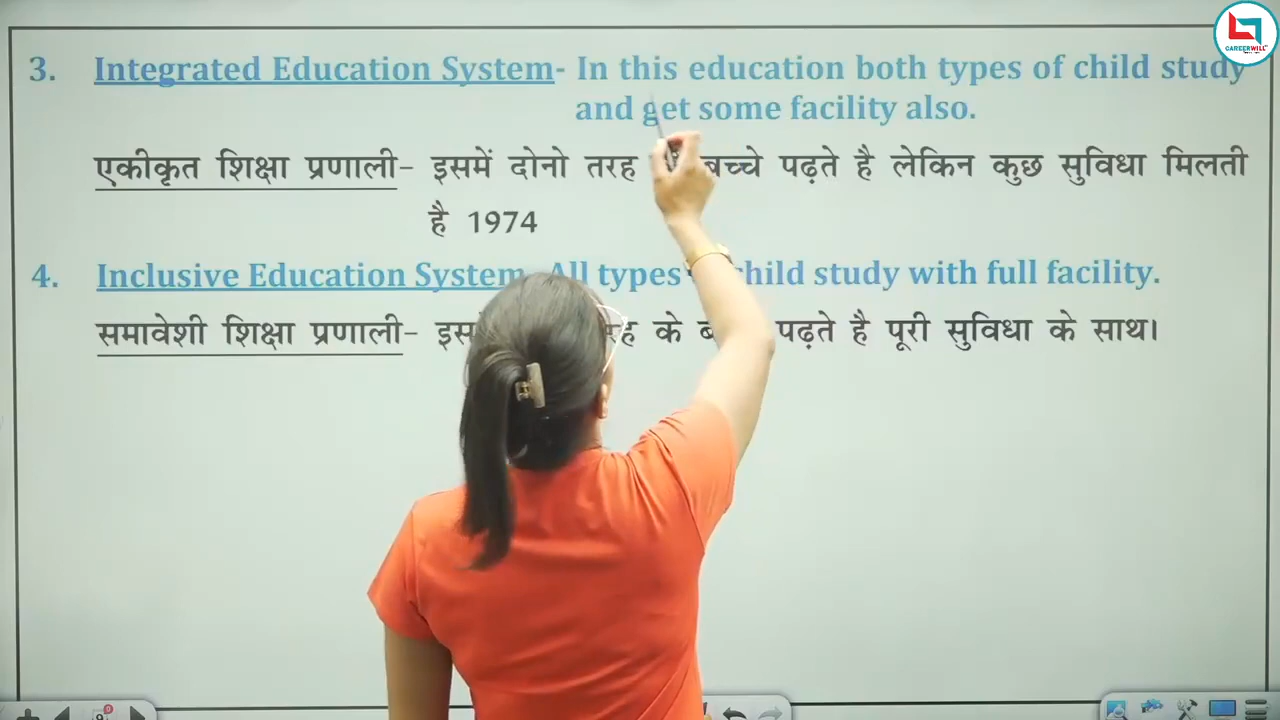 3. Integrated Education System- In this education both types of child study
and get some facility also.
एकीकृत शिक्षा प्रणाली- इसमें दोनो तरह बच्चे पढ़ते है लेकिन कुछ सुविधा मिलती
है 1974
4. Inclusive Education System- All types child study with full facility.
समावेशी शिक्षा प्रणाली- के पढ़ते है पूरी सुविधा के साथ।
CAREERWILL